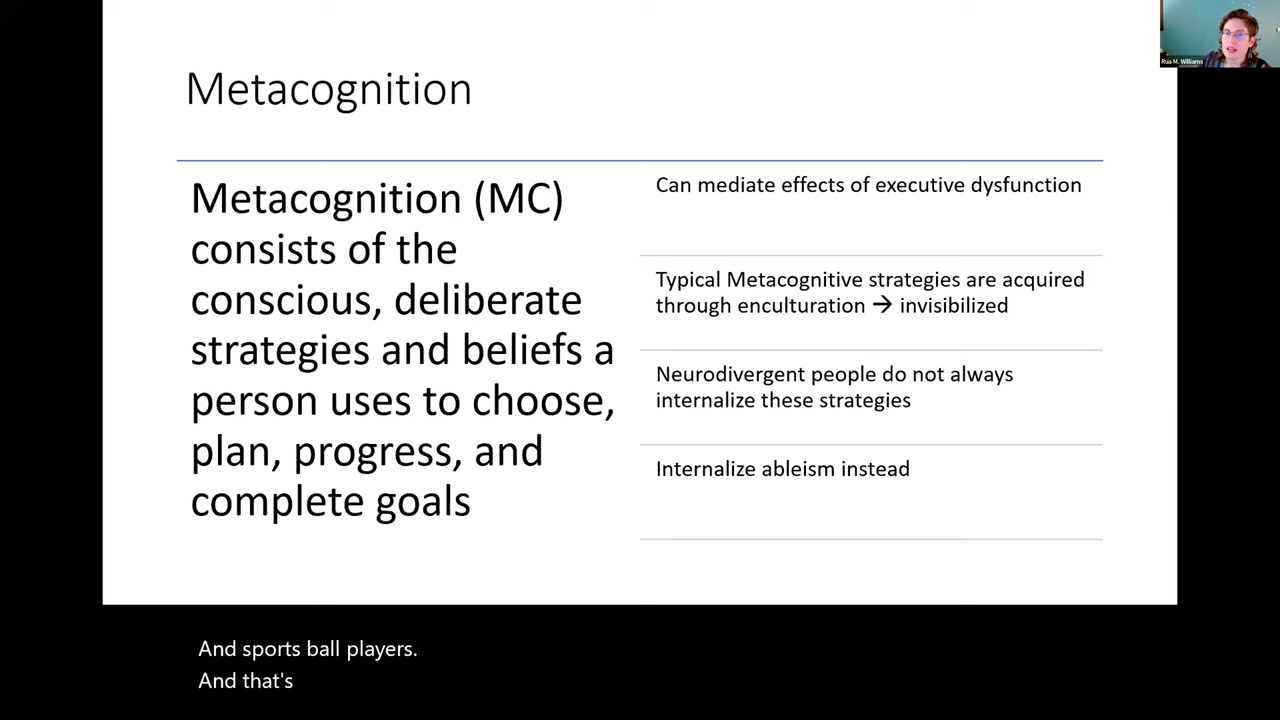 Metacognition
Metacognition (MC)
consists of the
conscious, deliberate
strategies and beliefs a
person uses to choose,
plan, progress, and
complete goals
Can mediate effects of executive dysfunction
Typical Metacognitive strategies are acquired
through enculturation → invisibilized
Neurodivergent people do not always
internalize these strategies
Internalize ableism instead
Rua M. Williams
And sports ball players.
And that's